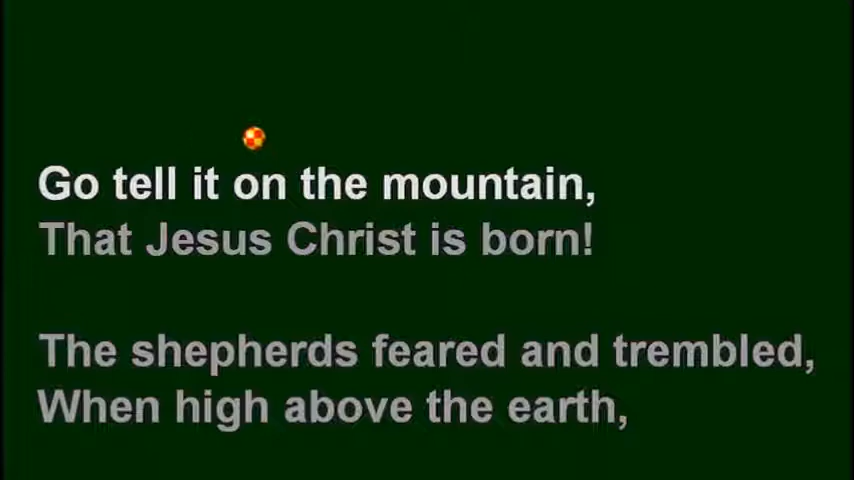 Go tell it on the mountain,
That Jesus Christ is born!
The shepherds feared and trembled,
When high above the earth,